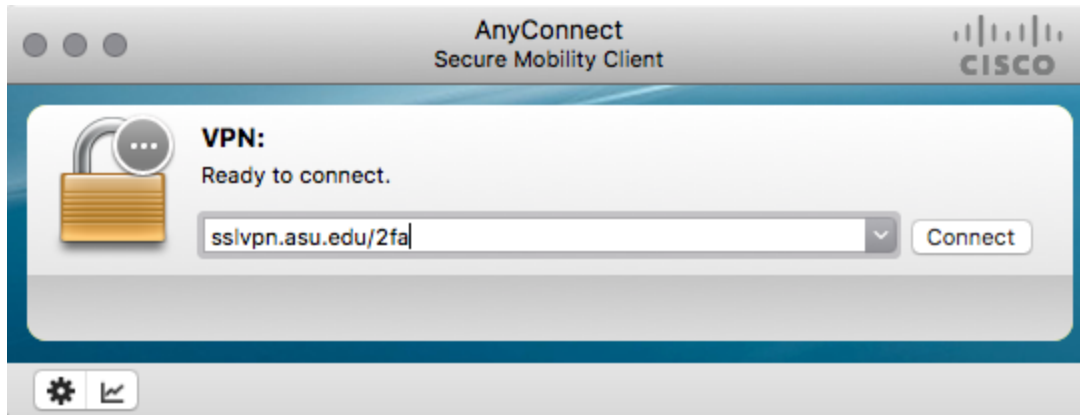 AnyConnect
Secure Mobility Client
CISCO
VPN:
Ready to connect.
sslvpn.asu.edu/2fa
Connect